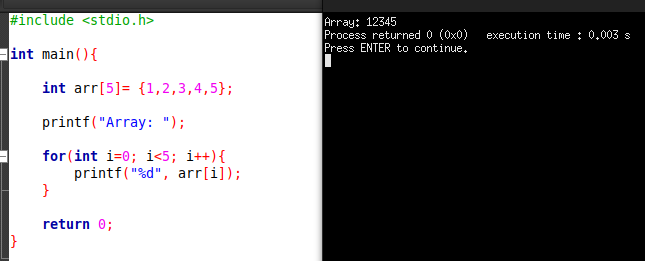 #include <stdio.h>
int main(){
int arr[5]= {1,2,3,4,5};
printf("Array: ");
for(int i=0; i<5; i++){
printf("%d", arr[i]);
}
return 0;
}
Array: 12345
Process returned 0 (0x0)   execution time : 0.003 s
Press ENTER to continue.